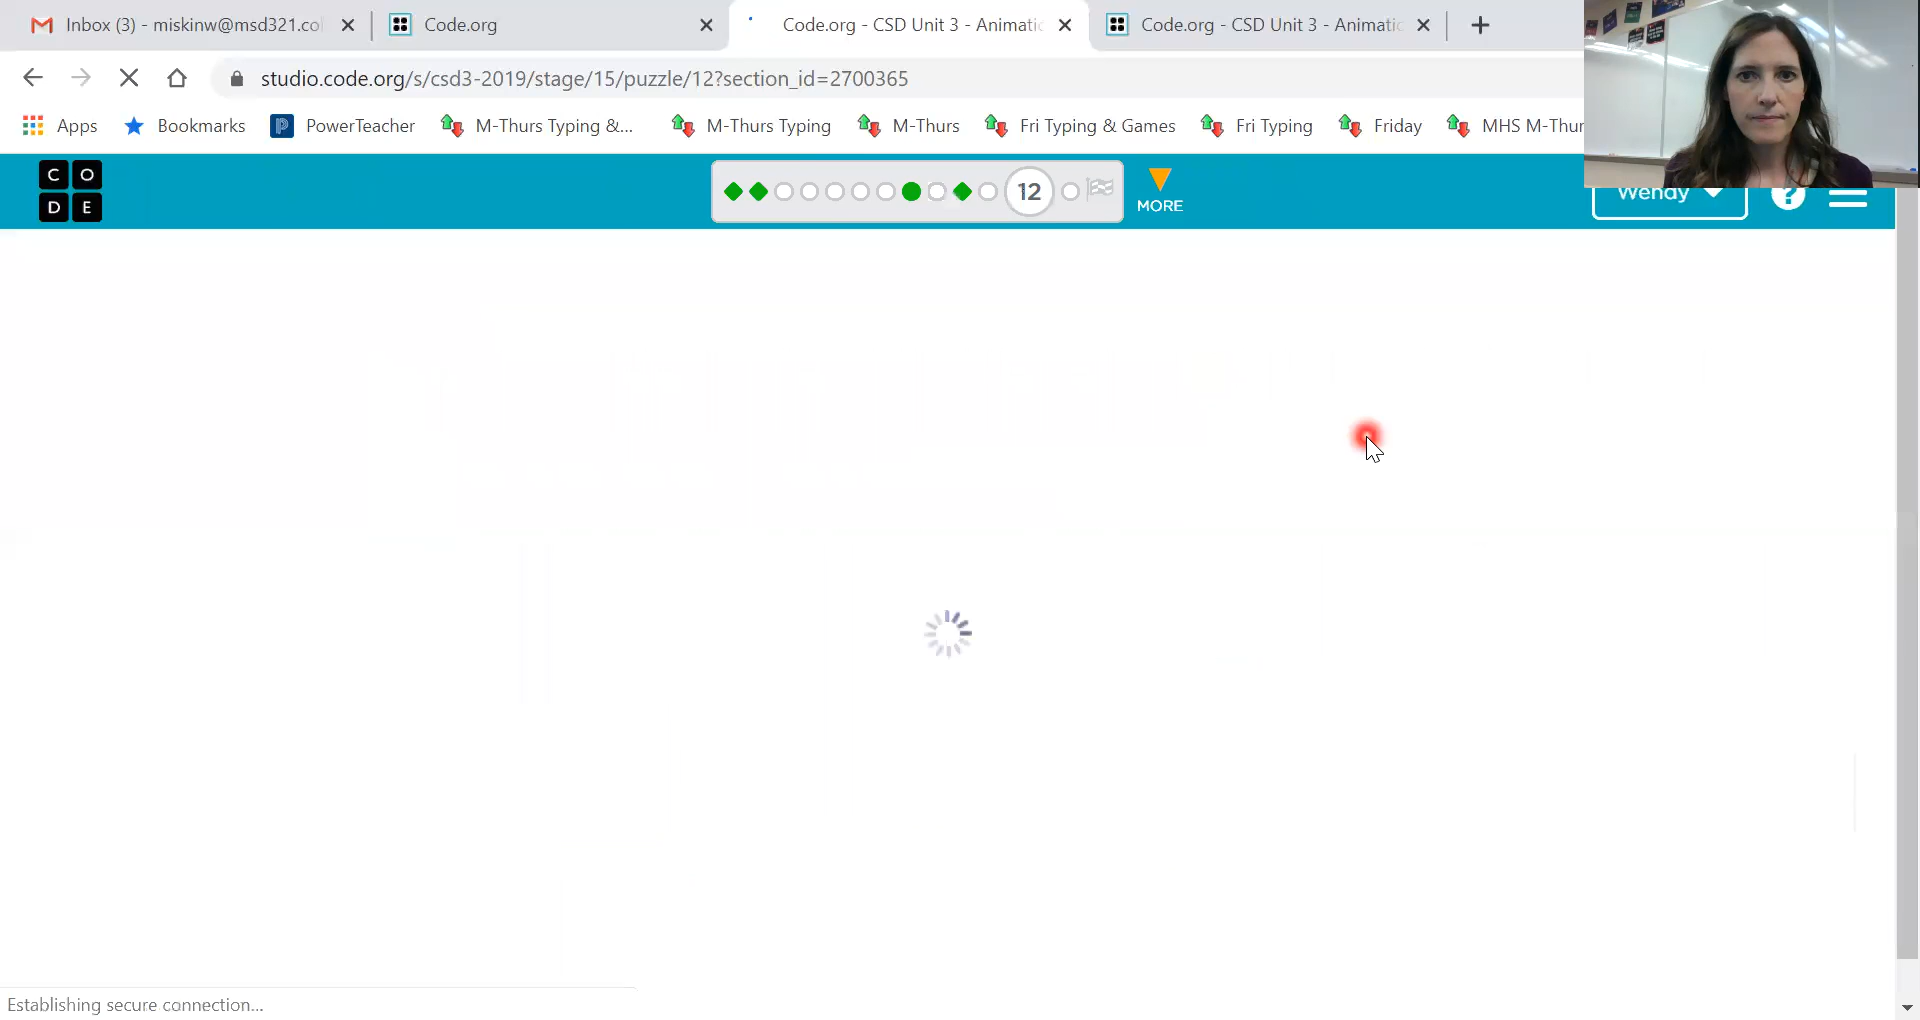 Inbox (3) - miskinw@msd321.co
Code.org
Code.org - CSD Unit 3 - Animatic
Code.org - CSD Unit 3 - Animatic
studio.code.org/s/csd3-2019/stage/15/puzzle/12?section_id=2700365
Apps
Bookmarks
PowerTeacher
M-Thurs Typing &...
M-Thurs Typing
M-Thurs
Fri Typing & Games
Fri Typing
Friday
MHS M-Thur
C O
D E
12
MORE
Wendy
?
Establishing secure connection...